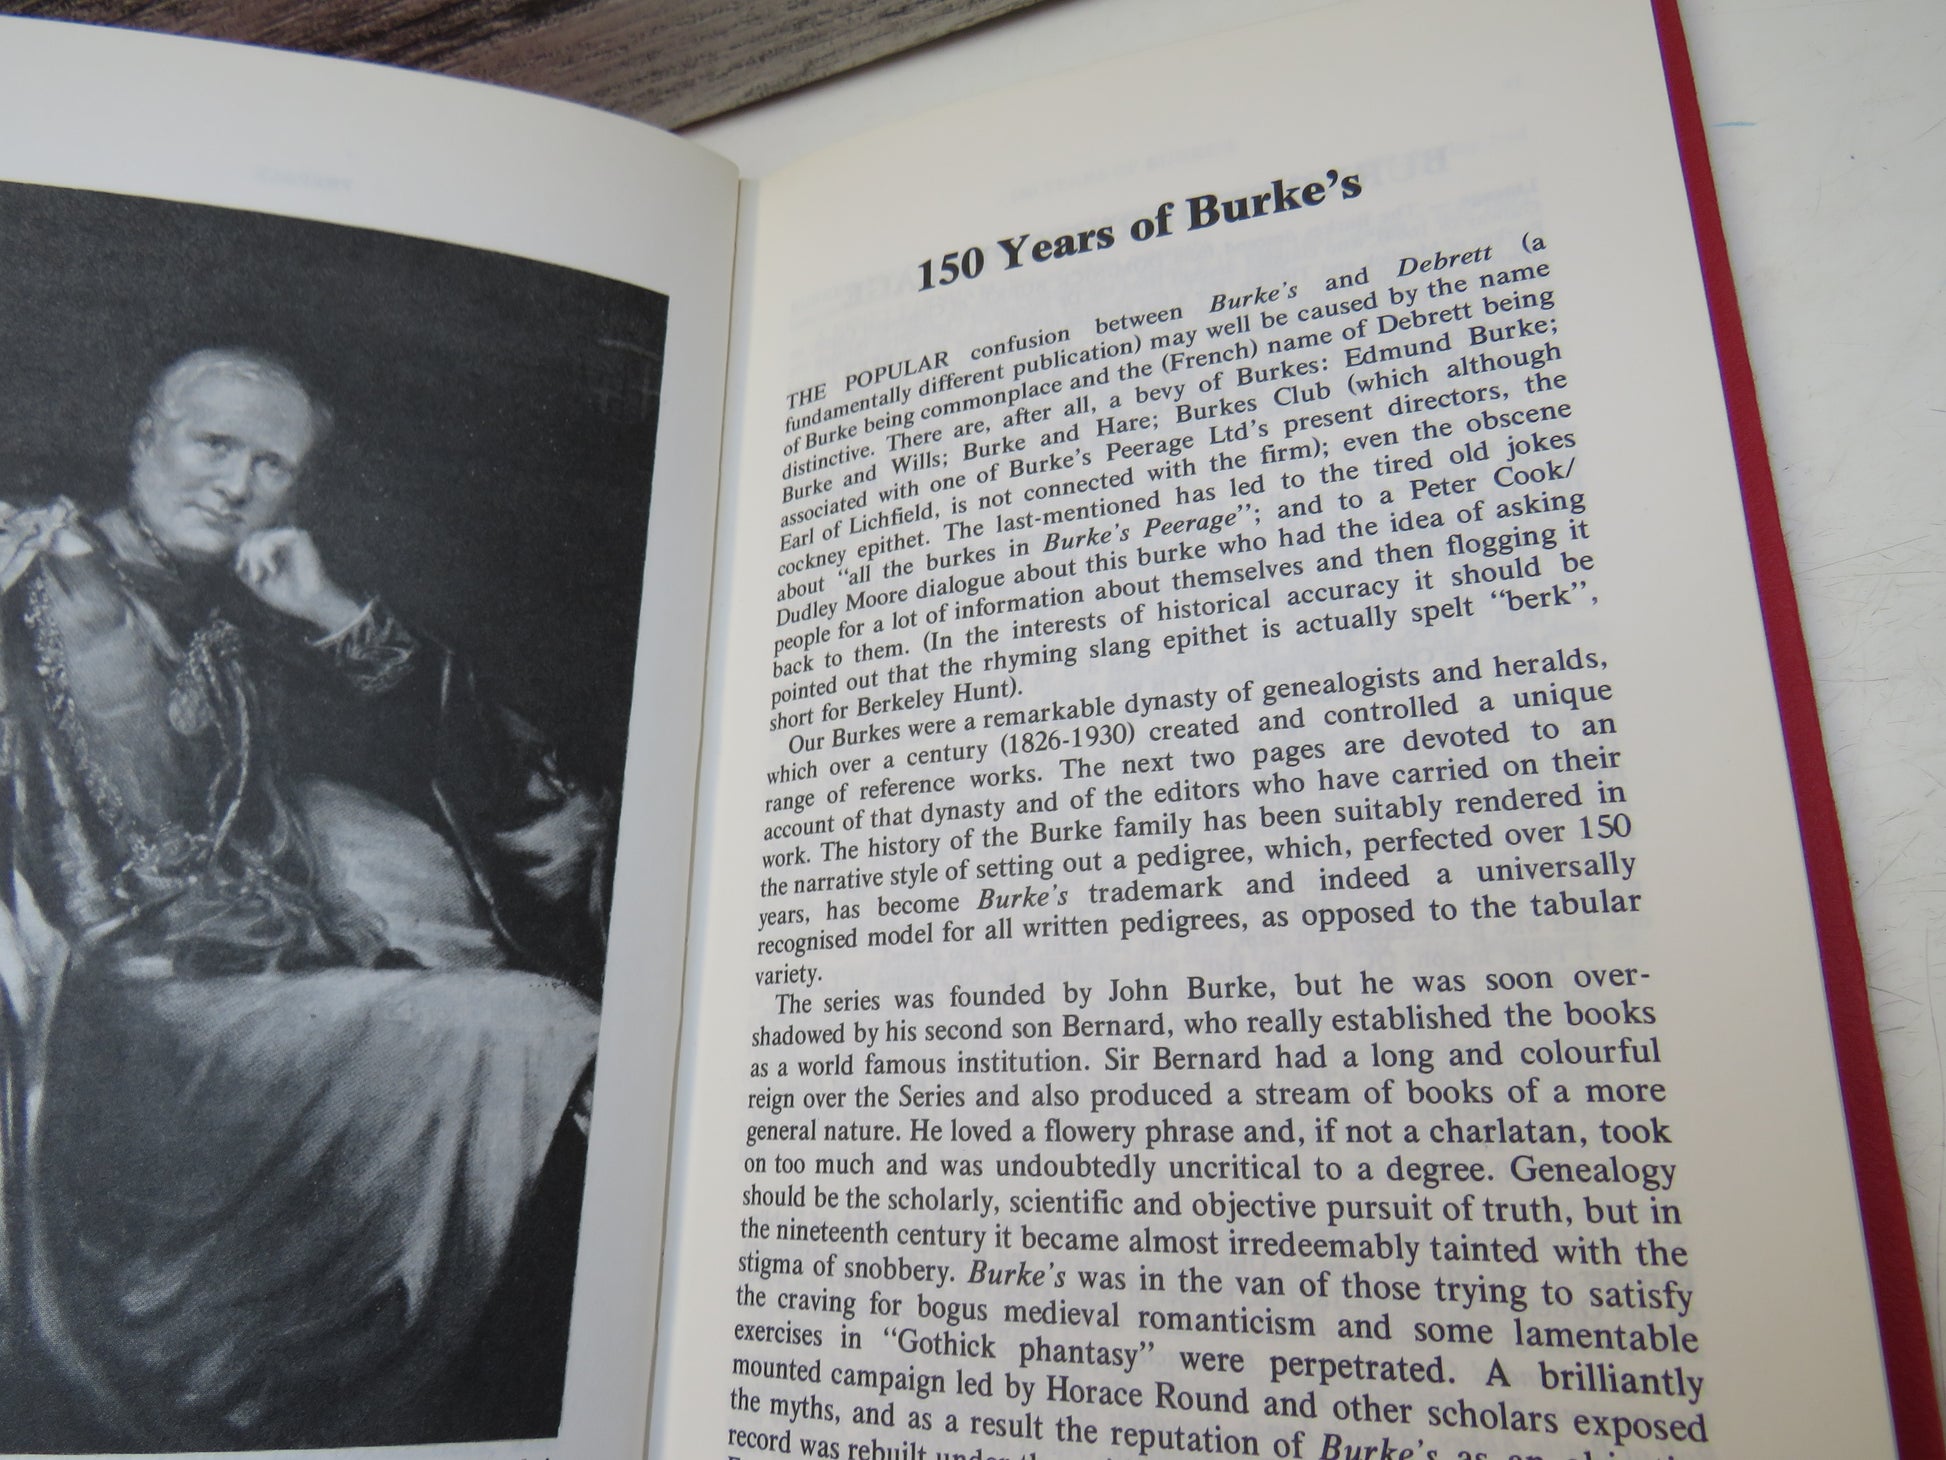 150 Years of Burke's
THE POPULAR confusion between Burke's and Debrett (a
fundamentally different publication) may well be caused by the name
of Burke being commonplace and the (French) name of Debrett being
distinctive. There are, after all, a bevy of Burkes: Edmund Burke;
Burke and Wills; Burke and Hare; Burkes Club (which although
associated with one of Burke's Peerage Ltd's present directors, the
Earl of Lichfield, is not connected with the firm); even the obscene
cockney epithet. The last-mentioned has led to the tired old jokes
about “all the burkes in Burke's Peerage”; and to a Peter Cook/
Dudley Moore dialogue about this burke who had the idea of asking
people for a lot of information about themselves and then flogging it
back to them. (In the interests of historical accuracy it should be
pointed out that the rhyming slang epithet is actually spelt “berk”,
short for Berkeley Hunt).
Our Burkes were a remarkable dynasty of genealogists and heralds,
which over a century (1826-1930) created and controlled a unique
range of reference works. The next two pages are devoted to an
account of that dynasty and of the editors who have carried on their
work. The history of the Burke family has been suitably rendered in
the narrative style of setting out a pedigree, which, perfected over 150
years, has become Burke's trademark and indeed a universally
recognised model for all written pedigrees, as opposed to the tabular
variety.
The series was founded by John Burke, but he was soon over-
shadowed by his second son Bernard, who really established the books
as a world famous institution. Sir Bernard had a long and colourful
reign over the Series and also produced a stream of books of a more
general nature. He loved a flowery phrase and, if not a charlatan, took
on too much and was undoubtedly uncritical to a degree. Genealogy
should be the scholarly, scientific and objective pursuit of truth, but in
the nineteenth century it became almost irredeemably tainted with the
stigma of snobbery. Burke's was in the van of those trying to satisfy
the craving for bogus medieval romanticism and some lamentable
exercises in “Gothick phantasy” were perpetrated. A brilliantly
mounted campaign led by Horace Round and other scholars exposed
the myths, and as a result the reputation of Burke's as an
record was rebuilt